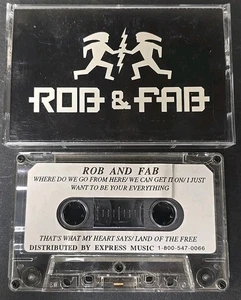 ROB & FAB
ROB AND FAB
WHERE DO WE GO FROM HERE/ WE CAN GET IT ON/ I JUST
WANT TO BE YOUR EVERYTHING
THAT'S WHAT MY HEART SAYS/ LAND OF THE FREE
DISTRIBUTED BY EXPRESS MUSIC 1-800-547-0066